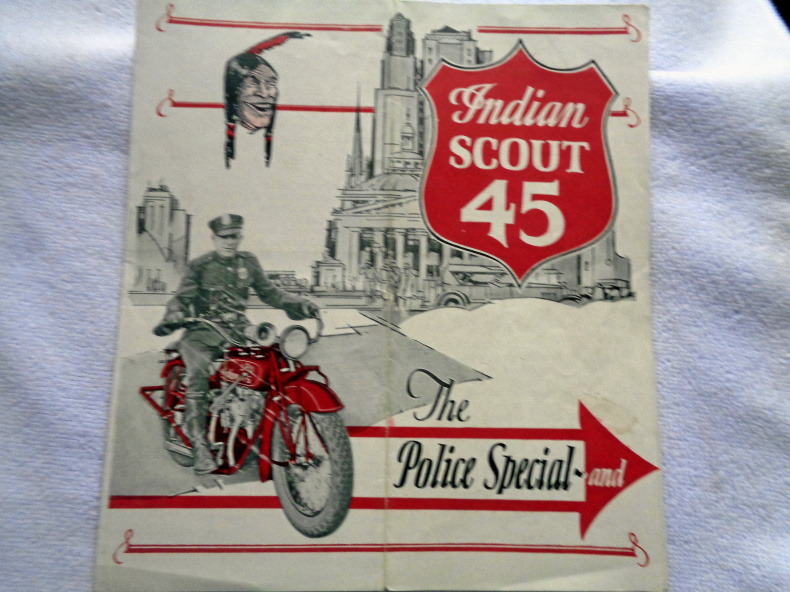 Indian
SCOUT
45
The
Police Special-and